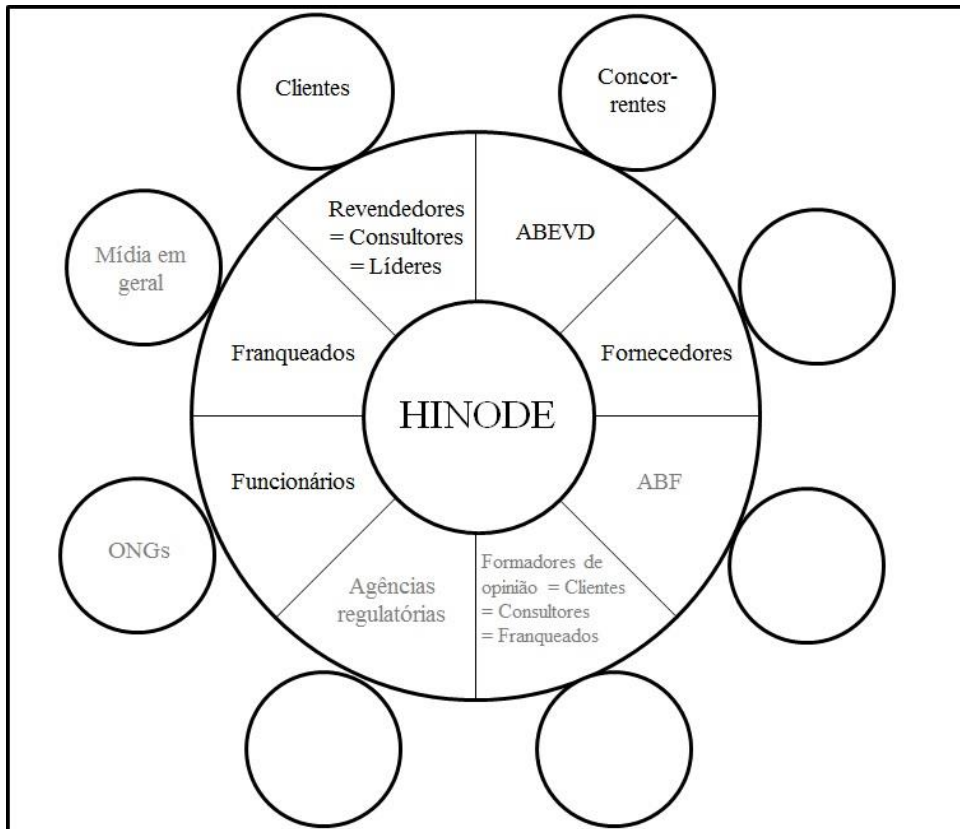 Clientes
Concor-
rentes
Revendedores
= Consultores
= Líderes
ABEVD
Mídia em
geral
Franqueados
Fornecedores
HINODE
Funcionários
ABF
ONGs
Agências
regulatórias
Formadores de
opinião = Clientes
= Consultores
= Franqueados